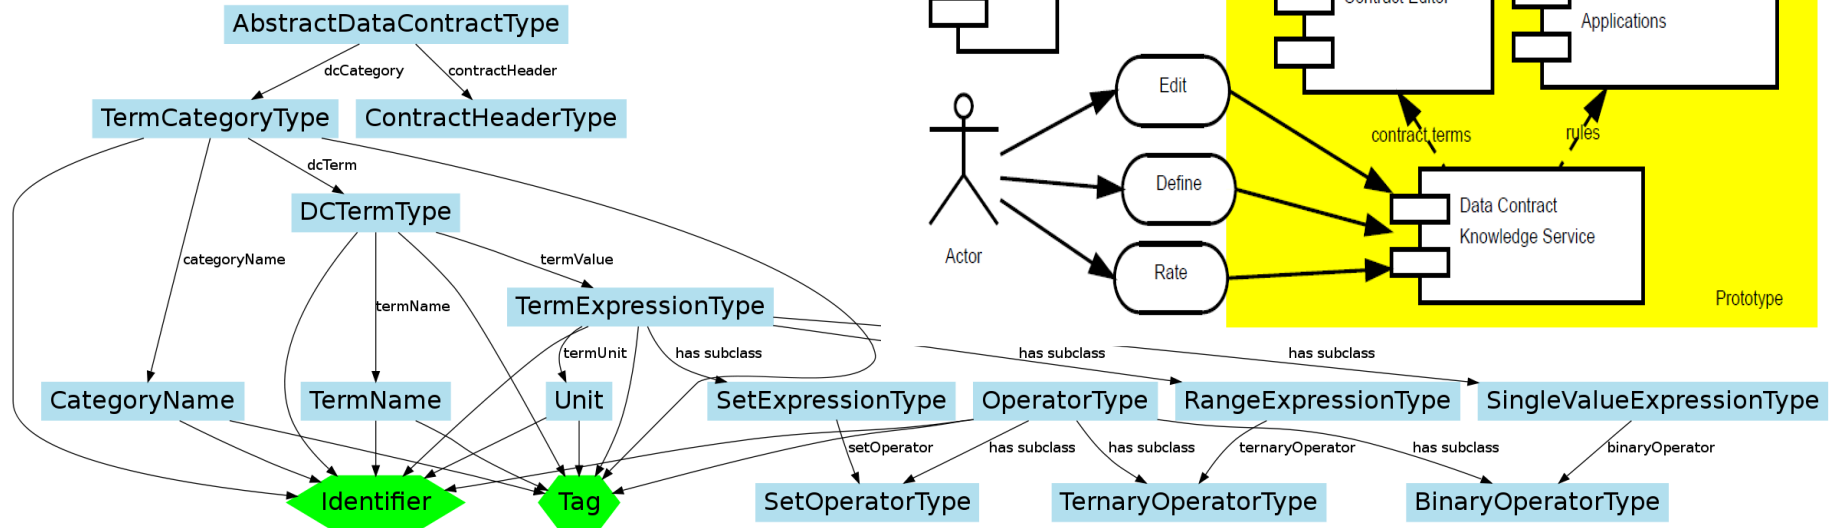 AbstractDataContractType
dcCategory
contractHeader
TermCategoryType
ContractHeaderType
dcTerm
DCTermType
categoryName
termName
termValue
TermExpressionType
termUnit
has subclass
has subclass
has subclass
CategoryName
TermName
Unit
SetExpressionType
OperatorType
RangeExpressionType
SingleValueExpressionType
setOperator
has subclass
has subclass
ternaryOperator
has subclass
binaryOperator
Identifier
Tag
SetOperatorType
TernaryOperatorType
BinaryOperatorType
Contract Editor
Applications
Edit
contract terms
rules
Define
Data Contract
Knowledge Service
Actor
Rate
Prototype